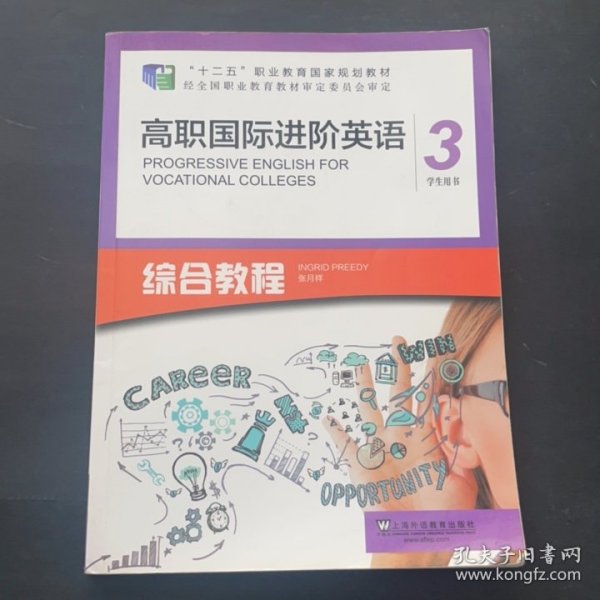 “十二五”职业教育国家规划教材
经全国职业教育教材审定委员会审定
高职国际进阶英语
3
PROGRESSIVE ENGLISH FOR
VOCATIONAL COLLEGES
学生用书
综合教程
INGRID PREEDY
张月祥
WIN
CAREER
OPPORTUNITY
W 上海外语教育出版社
www.sflep.com
孔夫子旧书网
www.kongfz.com